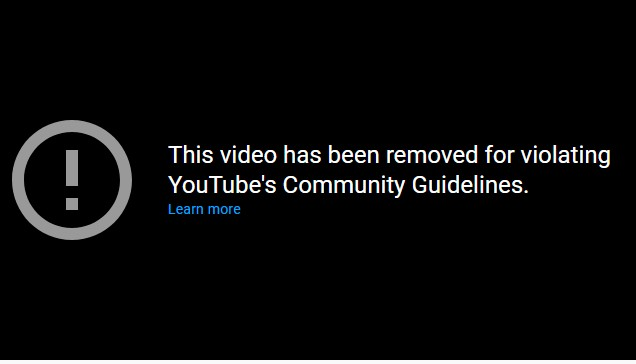 This video has been removed for violating
YouTube's Community Guidelines.
Learn more